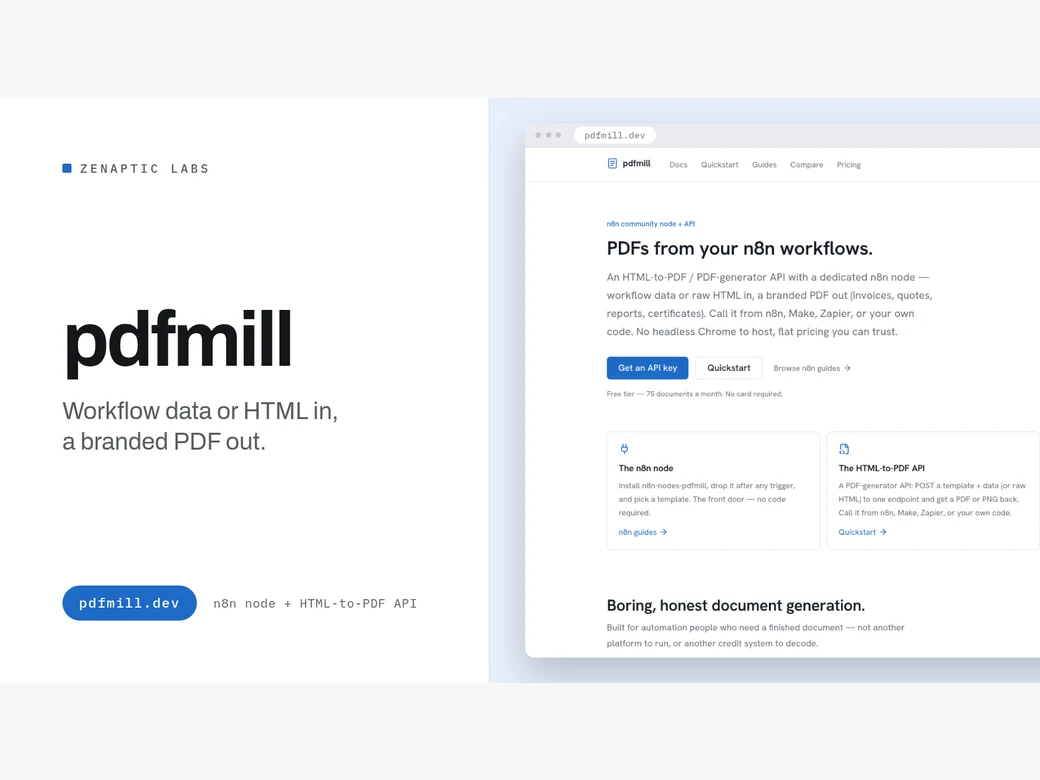 ZENAPTIC LABS
pdfmill
Workflow data or HTML in,
a branded PDF out.
pdfmill.dev
n8n node + HTML-to-PDF API
pdfmill.dev
pdfmill
Docs
Quickstart
Guides
Compare
Pricing
n8n community node + API
PDFs from your n8n workflows.
An HTML-to-PDF / PDF-generator API with a dedicated n8n node —
workflow data or raw HTML in, a branded PDF out (invoices, quotes,
reports, certificates). Call it from n8n, Make, Zapier, or your own
code. No headless Chrome to host, flat pricing you can trust.
Get an API key
Quickstart
Browse n8n guides →
Free tier — 75 documents a month. No card required.
The n8n node
Install n8n-nodes-pdfmill, drop it after any trigger,
and pick a template. The front door — no code
required.
n8n guides →
The HTML-to-PDF API
A PDF-generator API: POST a template + data (or raw
HTML) to one endpoint and get a PDF or PNG back.
Call it from n8n, Make, Zapier, or your own code.
Quickstart →
Boring, honest document generation.
Built for automation people who need a finished document — not another
platform to run, or another credit system to decode.